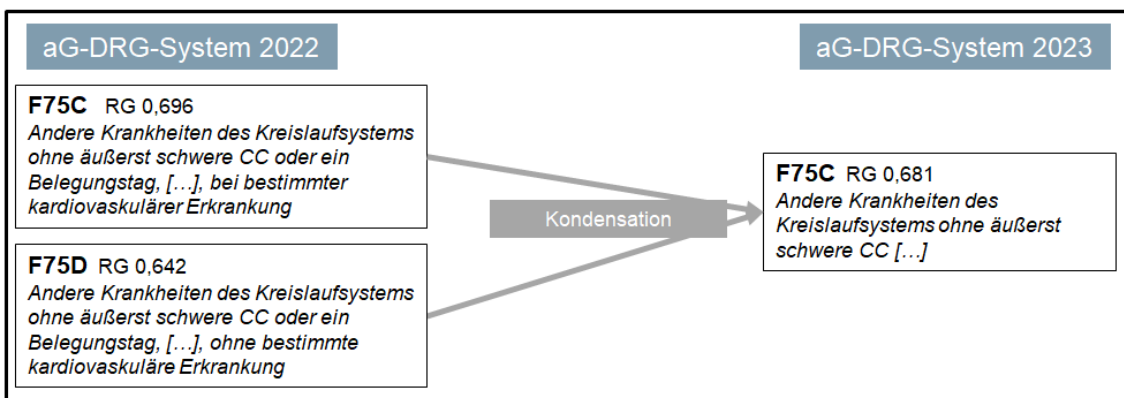 aG-DRG-System 2022
aG-DRG-System 2023
F75C RG 0,696
Andere Krankheiten des Kreislaufsystems
ohne äußerst schwere CC oder ein
Belegungstag, […], bei bestimmter
kardiovaskulärer Erkrankung
F75D RG 0,642
Andere Krankheiten des Kreislaufsystems
ohne äußerst schwere CC oder ein
Belegungstag, […], ohne bestimmte
kardiovaskuläre Erkrankung
Kondensation
F75C RG 0,681
Andere Krankheiten des
Kreislaufsystems ohne äußerst
schwere CC […]